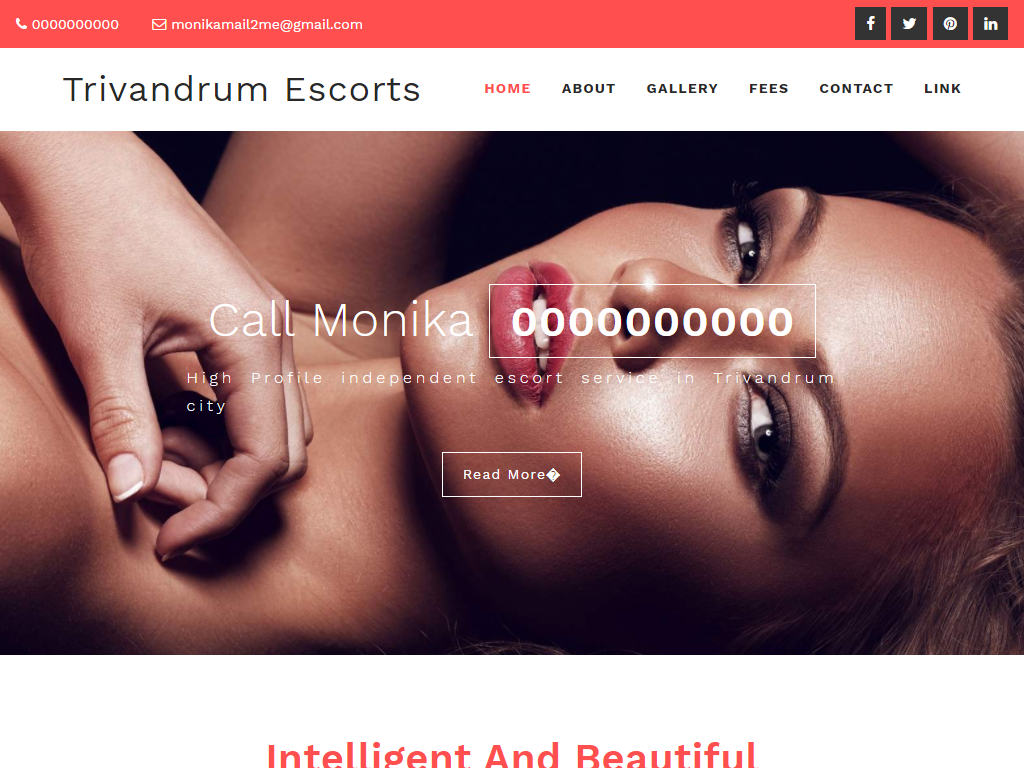 0000000000 monikamail2me@gmail.com
Trivandrum Escorts
HOME ABOUT GALLERY FEES CONTACT LINK
Call Monika 0000000000
High Profile independent escort service in Trivandrum
city
Read More�
Intelligent And Beautiful